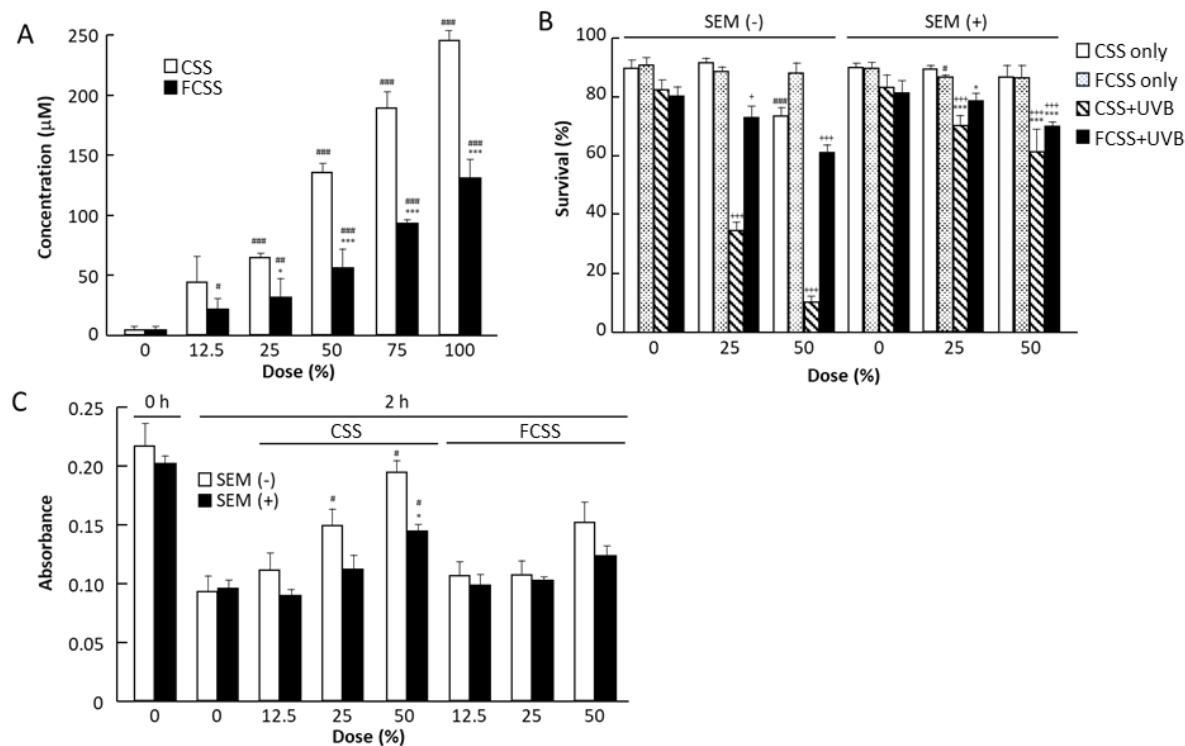 A
Concentration (µM)
250
200
150
100
50
0
CSS
FCSS
#
###
##
*
###
###
***
###
###
***
###
###
***
0 12.5 25 50 75 100
Dose (%)
B
SEM (-) SEM (+)
Survival (%)
100
80
60
40
20
0
+++
+
###
+++
+++
#
+++
***
*
+++
***
+++
***
0 25 50 0 25 50
Dose (%)
CSS only
FCSS only
CSS+UVB
FCSS+UVB
C
0 h 2 h
CSS FCSS
Absorbance
0.25
0.20
0.15
0.10
0.05
0
SEM (-)
SEM (+)
#
#
#
*
0 0 12.5 25 50 12.5 25 50
Dose (%)